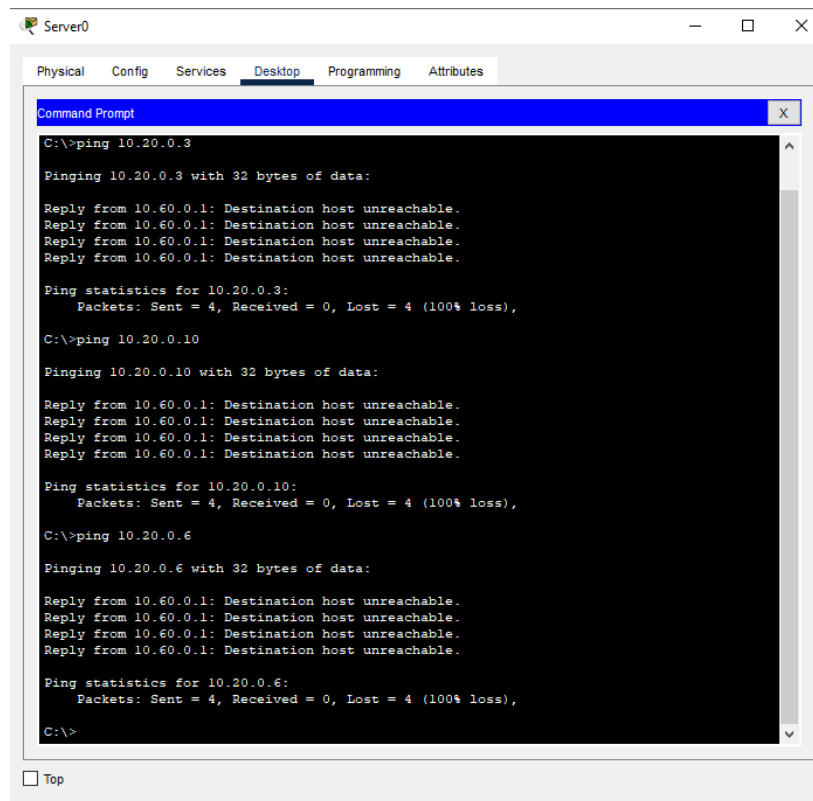 Server0
Physical Config Services Desktop Programming Attributes
Command Prompt X
C:\>ping 10.20.0.3
Pinging 10.20.0.3 with 32 bytes of data:
Reply from 10.60.0.1: Destination host unreachable.
Reply from 10.60.0.1: Destination host unreachable.
Reply from 10.60.0.1: Destination host unreachable.
Reply from 10.60.0.1: Destination host unreachable.
Ping statistics for 10.20.0.3:
    Packets: Sent = 4, Received = 0, Lost = 4 (100% loss),
C:\>ping 10.20.0.10
Pinging 10.20.0.10 with 32 bytes of data:
Reply from 10.60.0.1: Destination host unreachable.
Reply from 10.60.0.1: Destination host unreachable.
Reply from 10.60.0.1: Destination host unreachable.
Reply from 10.60.0.1: Destination host unreachable.
Ping statistics for 10.20.0.10:
    Packets: Sent = 4, Received = 0, Lost = 4 (100% loss),
C:\>ping 10.20.0.6
Pinging 10.20.0.6 with 32 bytes of data:
Reply from 10.60.0.1: Destination host unreachable.
Reply from 10.60.0.1: Destination host unreachable.
Reply from 10.60.0.1: Destination host unreachable.
Reply from 10.60.0.1: Destination host unreachable.
Ping statistics for 10.20.0.6:
    Packets: Sent = 4, Received = 0, Lost = 4 (100% loss),
C:\>
Top